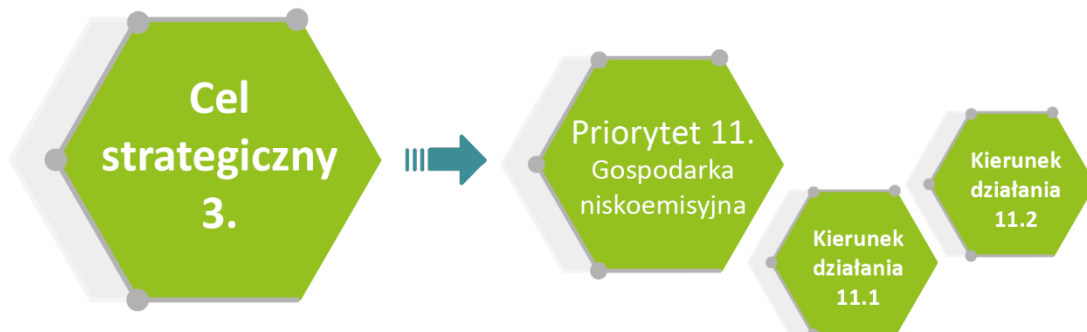 Cel
strategiczny
3.
Priorytet 11.
Gospodarka
niskoemisyjna
Kierunek
działania
11.1
Kierunek
działania
11.2